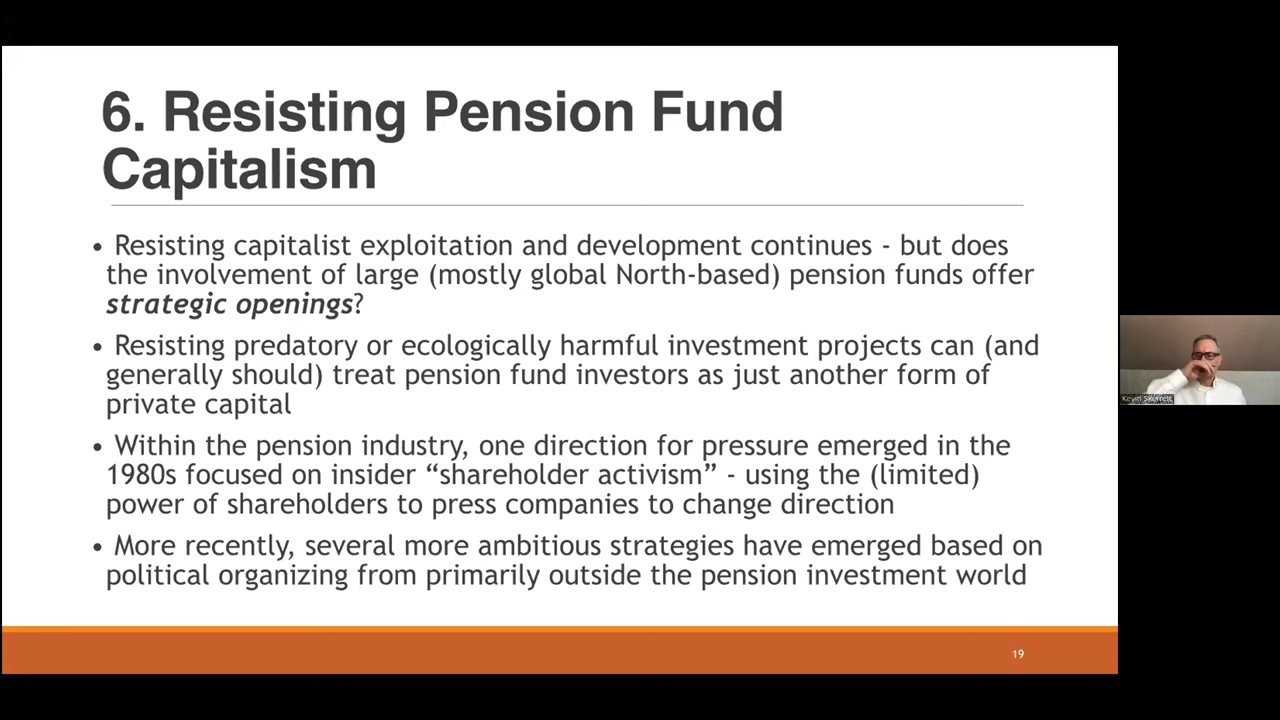 6. Resisting Pension Fund
Capitalism
• Resisting capitalist exploitation and development continues - but does
the involvement of large (mostly global North-based) pension funds offer
strategic openings?
• Resisting predatory or ecologically harmful investment projects can (and
generally should) treat pension fund investors as just another form of
private capital
• Within the pension industry, one direction for pressure emerged in the
1980s focused on insider “shareholder activism” - using the (limited)
power of shareholders to press companies to change direction
• More recently, several more ambitious strategies have emerged based on
political organizing from primarily outside the pension investment world
19
Kevin Skerrett